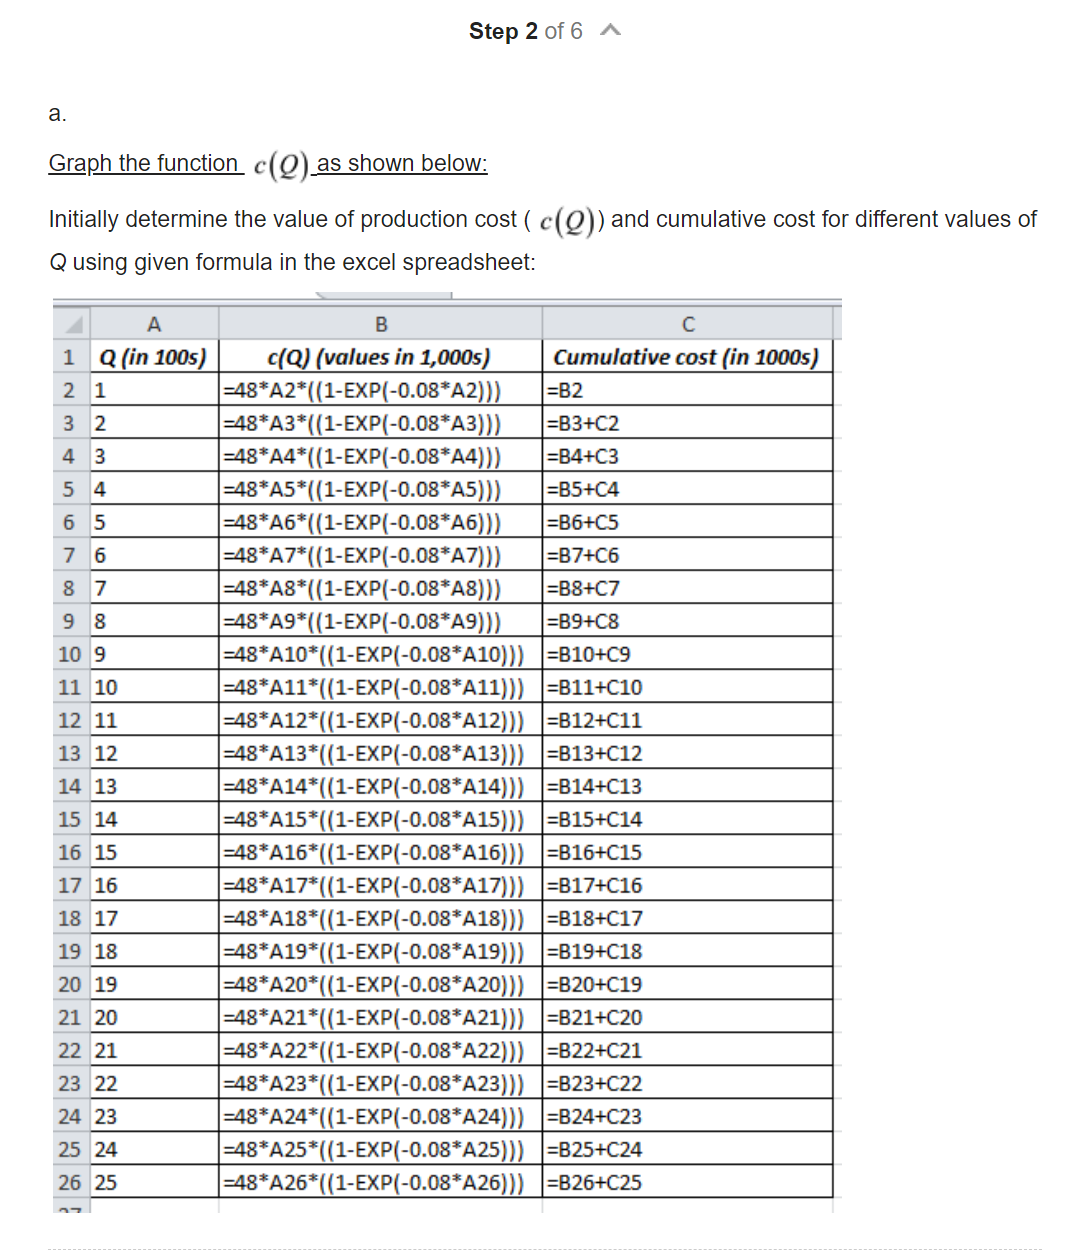 Step 2 of 6
a.
Graph the function c(Q) as shown below:
Initially determine the value of production cost ( c(Q)) and cumulative cost for different values of
Q using given formula in the excel spreadsheet:
A B C
1 Q (in 100s) c(Q) (values in 1,000s) Cumulative cost (in 1000s)
2 1 =48*A2*((1-EXP(-0.08*A2))) =B2
3 2 =48*A3*((1-EXP(-0.08*A3))) =B3+C2
4 3 =48*A4*((1-EXP(-0.08*A4))) =B4+C3
5 4 =48*A5*((1-EXP(-0.08*A5))) =B5+C4
6 5 =48*A6*((1-EXP(-0.08*A6))) =B6+C5
7 6 =48*A7*((1-EXP(-0.08*A7))) =B7+C6
8 7 =48*A8*((1-EXP(-0.08*A8))) =B8+C7
9 8 =48*A9*((1-EXP(-0.08*A9))) =B9+C8
10 9 =48*A10*((1-EXP(-0.08*A10))) =B10+C9
11 10 =48*A11*((1-EXP(-0.08*A11))) =B11+C10
12 11 =48*A12*((1-EXP(-0.08*A12))) =B12+C11
13 12 =48*A13*((1-EXP(-0.08*A13))) =B13+C12
14 13 =48*A14*((1-EXP(-0.08*A14))) =B14+C13
15 14 =48*A15*((1-EXP(-0.08*A15))) =B15+C14
16 15 =48*A16*((1-EXP(-0.08*A16))) =B16+C15
17 16 =48*A17*((1-EXP(-0.08*A17))) =B17+C16
18 17 =48*A18*((1-EXP(-0.08*A18))) =B18+C17
19 18 =48*A19*((1-EXP(-0.08*A19))) =B19+C18
20 19 =48*A20*((1-EXP(-0.08*A20))) =B20+C19
21 20 =48*A21*((1-EXP(-0.08*A21))) =B21+C20
22 21 =48*A22*((1-EXP(-0.08*A22))) =B22+C21
23 22 =48*A23*((1-EXP(-0.08*A23))) =B23+C22
24 23 =48*A24*((1-EXP(-0.08*A24))) =B24+C23
25 24 =48*A25*((1-EXP(-0.08*A25))) =B25+C24
26 25 =48*A26*((1-EXP(-0.08*A26))) =B26+C25